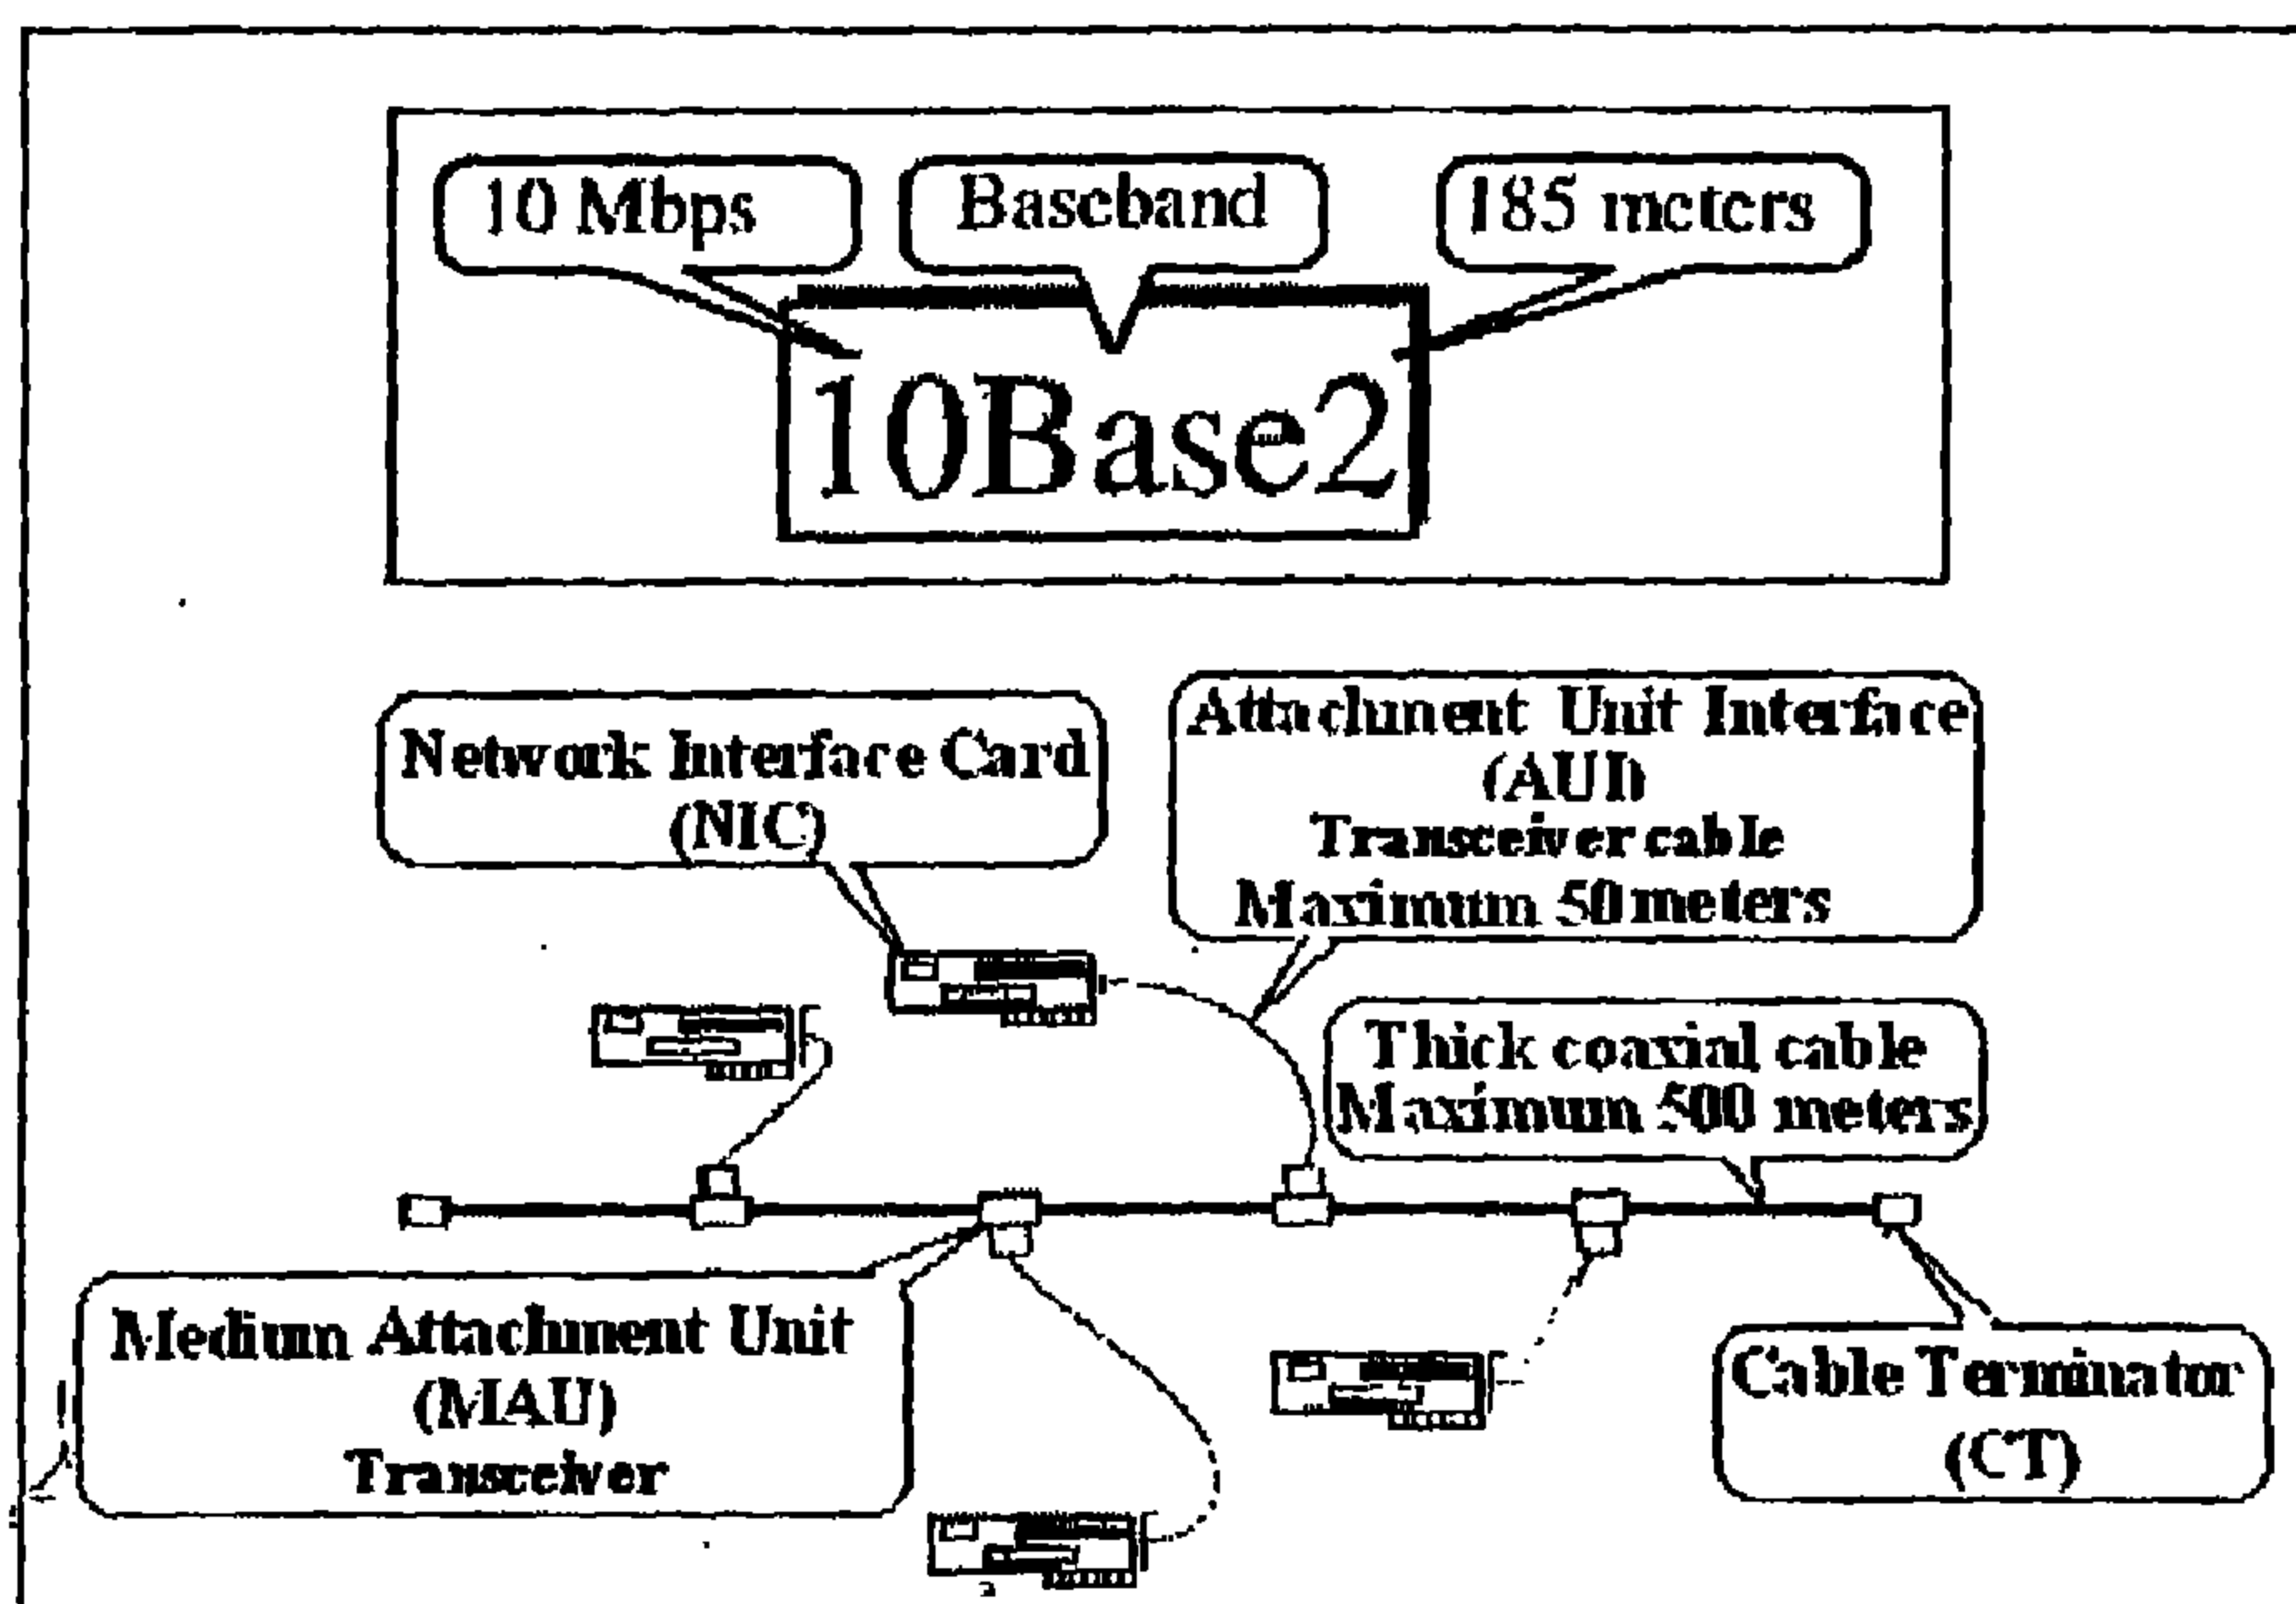 10 Mbps
Baseband
185 meters
10Base2
Network Interface Card
(NIC)
Attachment Unit Interface
(AUI)
Transceiver cable
Maximum 50 meters
Thick coaxial cable
Maximum 500 meters
Medium Attachment Unit
(MAU)
Transceiver
Cable Terminator
(CT)